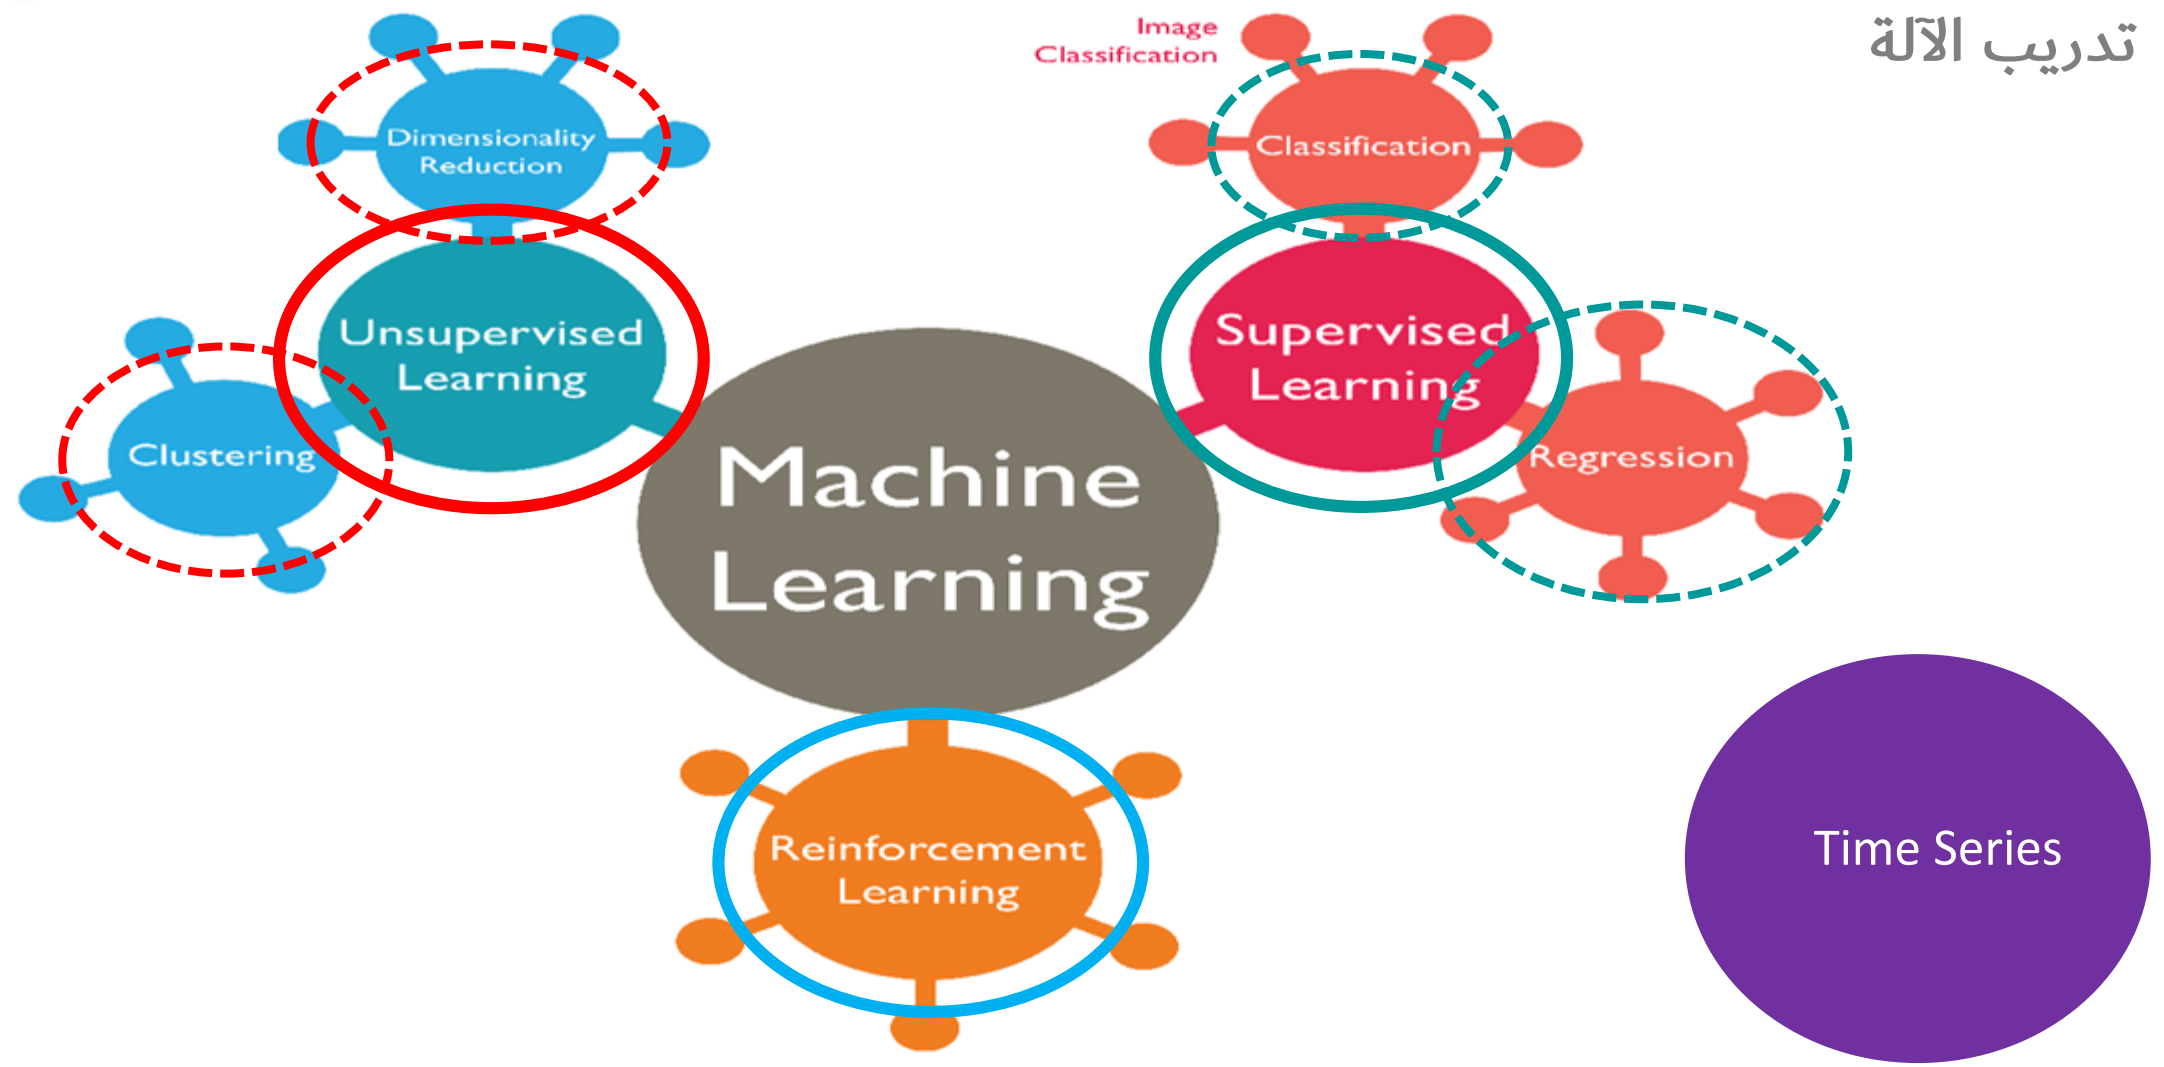 تدريب الآلة
Image
Classification
Dimensionality
Reduction
Classification
Unsupervised
Learning
Supervised
Learning
Clustering
Regression
Machine
Learning
Reinforcement
Learning
Time Series